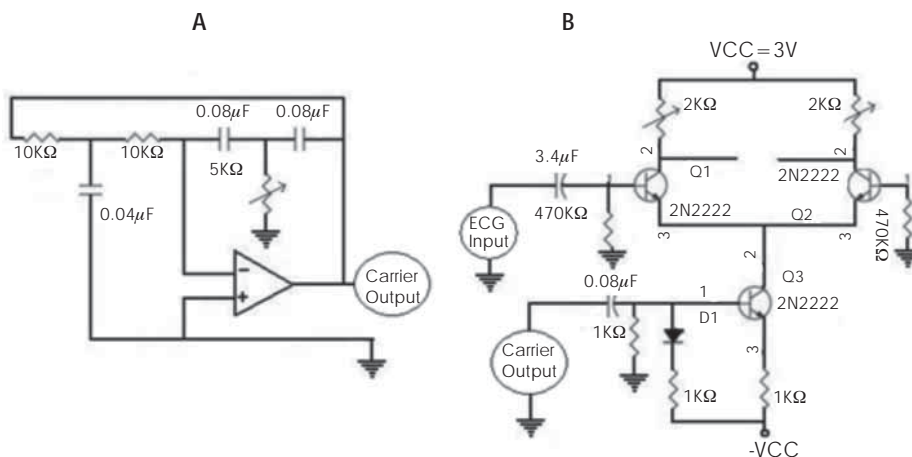 A
0.08µF
0.08µF
10KΩ
10KΩ
5KΩ
0.04µF
−
+
Carrier
Output
B
VCC=3V
2KΩ
2KΩ
2
2
3.4µF
Q1
2N2222
ECG
Input
470KΩ
2N2222
Q2
470KΩ
3
3
2
0.08µF
Q3
1
2N2222
D1
1KΩ
Carrier
Output
3
1KΩ
1KΩ
-VCC